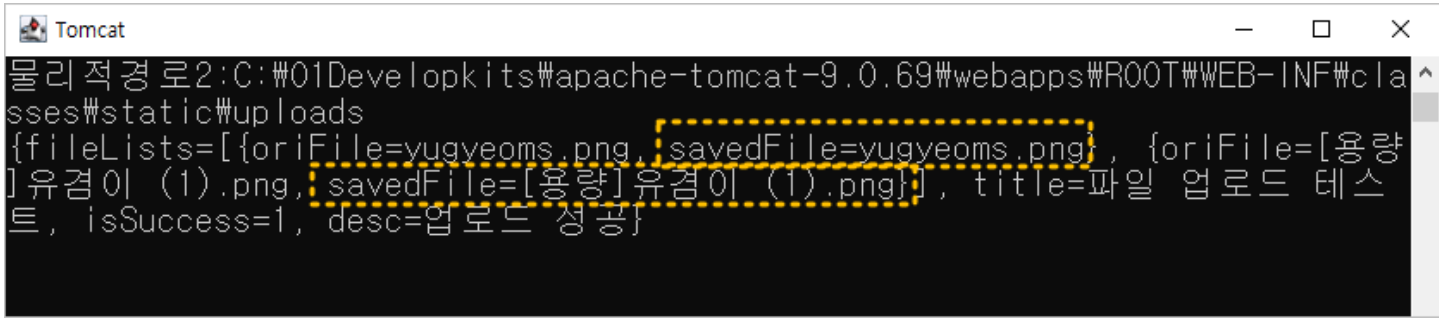 Tomcat
물리적경로2:C:₩01Developkits₩apache-tomcat-9.0.69₩webapps₩ROOT₩WEB-INF₩cla
sses₩static₩uploads
{fileLists=[{oriFile=yugyeoms.png, savedFile=yugyeoms.png}, {oriFile=[용량
]유겸이 (1).png, savedFile=[용량]유겸이 (1).png}], title=파일 업로드 테스
트, isSuccess=1, desc=업로드 성공}